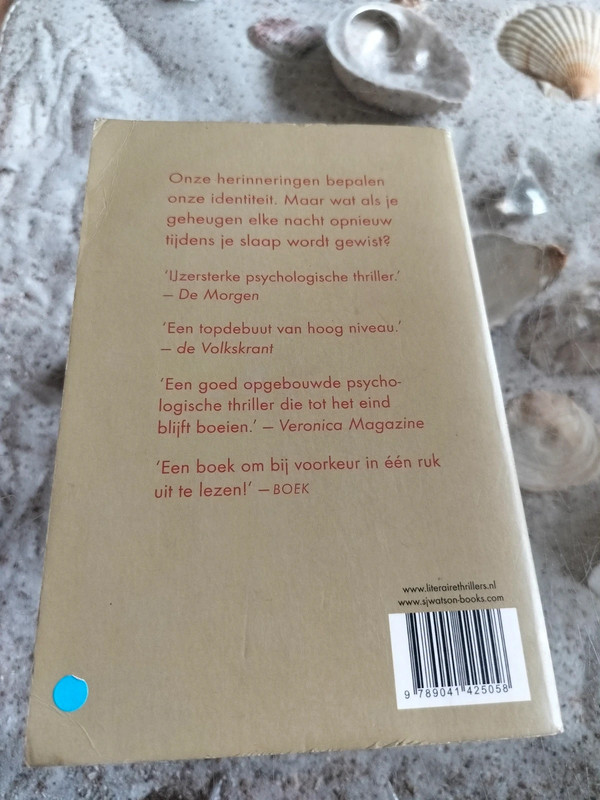 Onze herinneringen bepalen
onze identiteit. Maar wat als je
geheugen elke nacht opnieuw
tijdens je slaap wordt gewist?
'IJzersterke psychologische thriller.'
– De Morgen
'Een topdebuut van hoog niveau.'
– de Volkskrant
'Een goed opgebouwde psycho-
logische thriller die tot het eind
blijft boeien.' – Veronica Magazine
'Een boek om bij voorkeur in één ruk
uit te lezen!' – BOEK
www.literairethrillers.nl
www.sjwatson-books.com
9 789041 425058